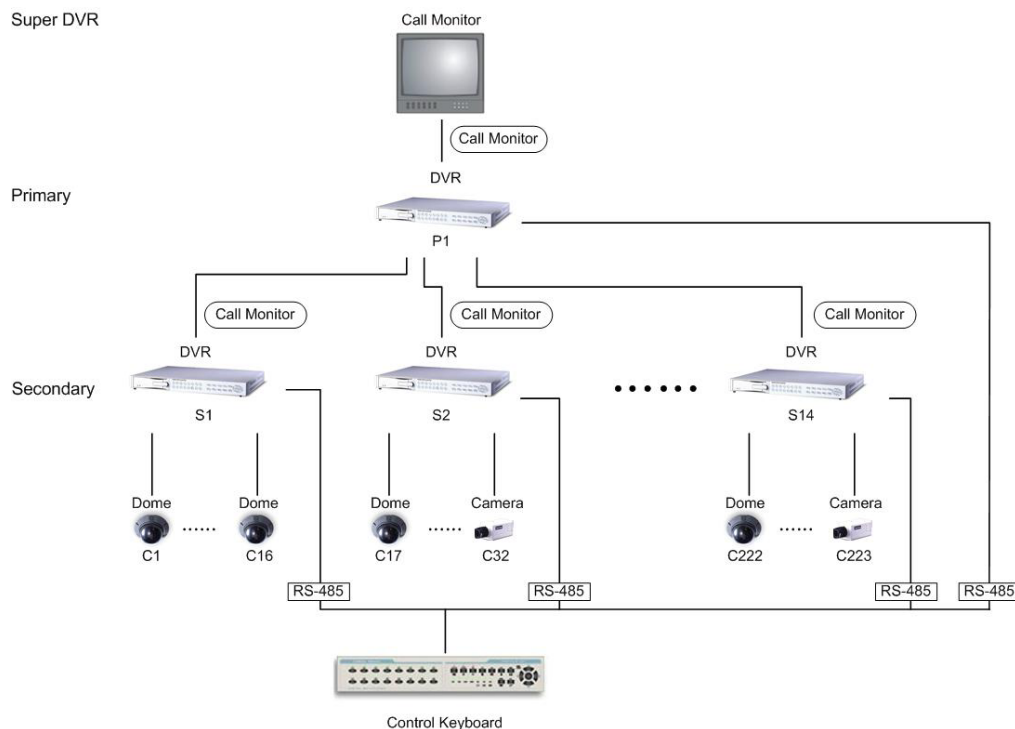 Super DVR
Call Monitor
Call Monitor
DVR
Primary
P1
Call Monitor
Call Monitor
Call Monitor
DVR
DVR
DVR
Secondary
S1
S2
S14
Dome
Dome
Dome
Camera
Dome
Camera
C1
C16
C17
C32
C222
C223
RS-485
RS-485
RS-485
RS-485
Control Keyboard